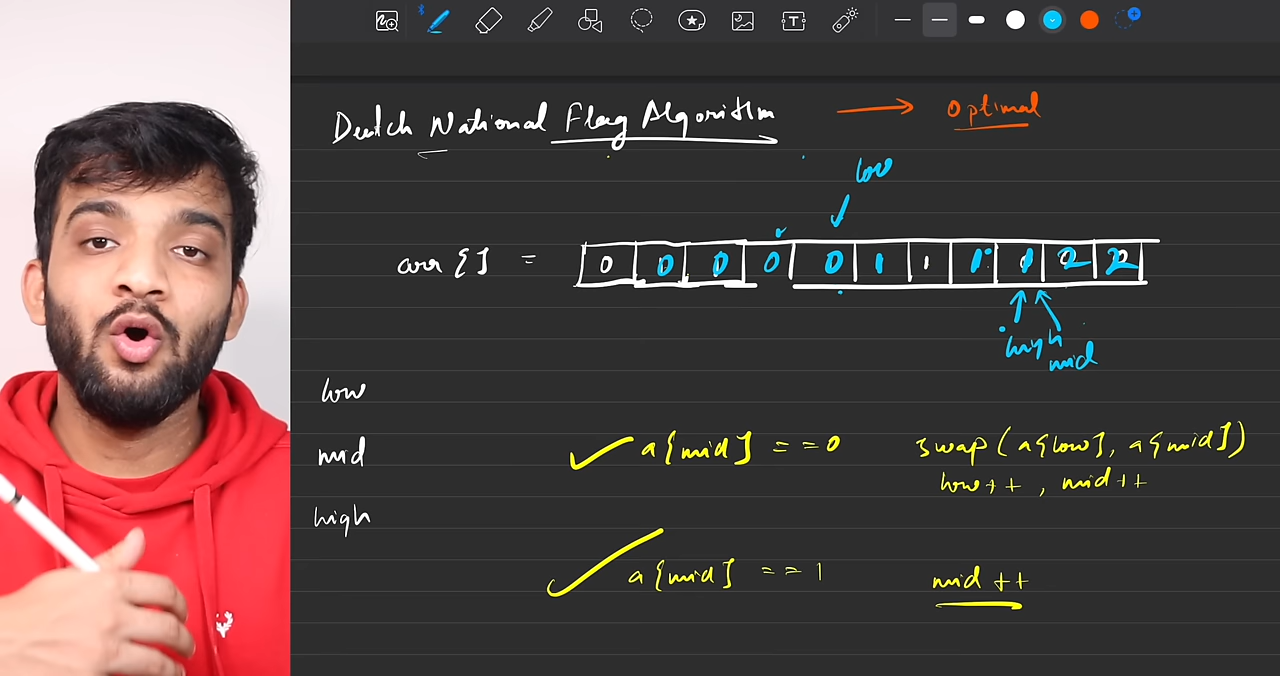 Dutch National Flag Algorithm → Optimal
low
arr [] = 0 0 0 0 0 1 1 1 1 2 2
high
mid
low
mid
high
a[mid] == 0 swap(a[low], a[mid])
low++, mid++
a[mid] == 1 mid++